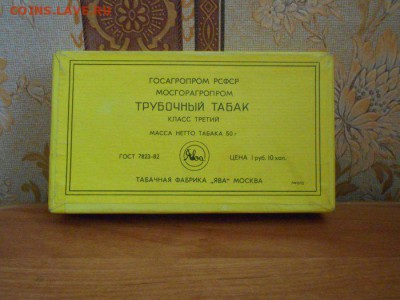 COINS.LAVE.RU
ГОСАГРОПРОМ РСФСР
МОСГОРАГРОПРОМ
ТРУБОЧНЫЙ ТАБАК
КЛАСС ТРЕТИЙ
МАССА НЕТТО ТАБАКА 50 г
ГОСТ 7823-82 Ява ЦЕНА 1 руб. 10 коп.
ТАБАЧНАЯ ФАБРИКА „ЯВА" МОСКВА